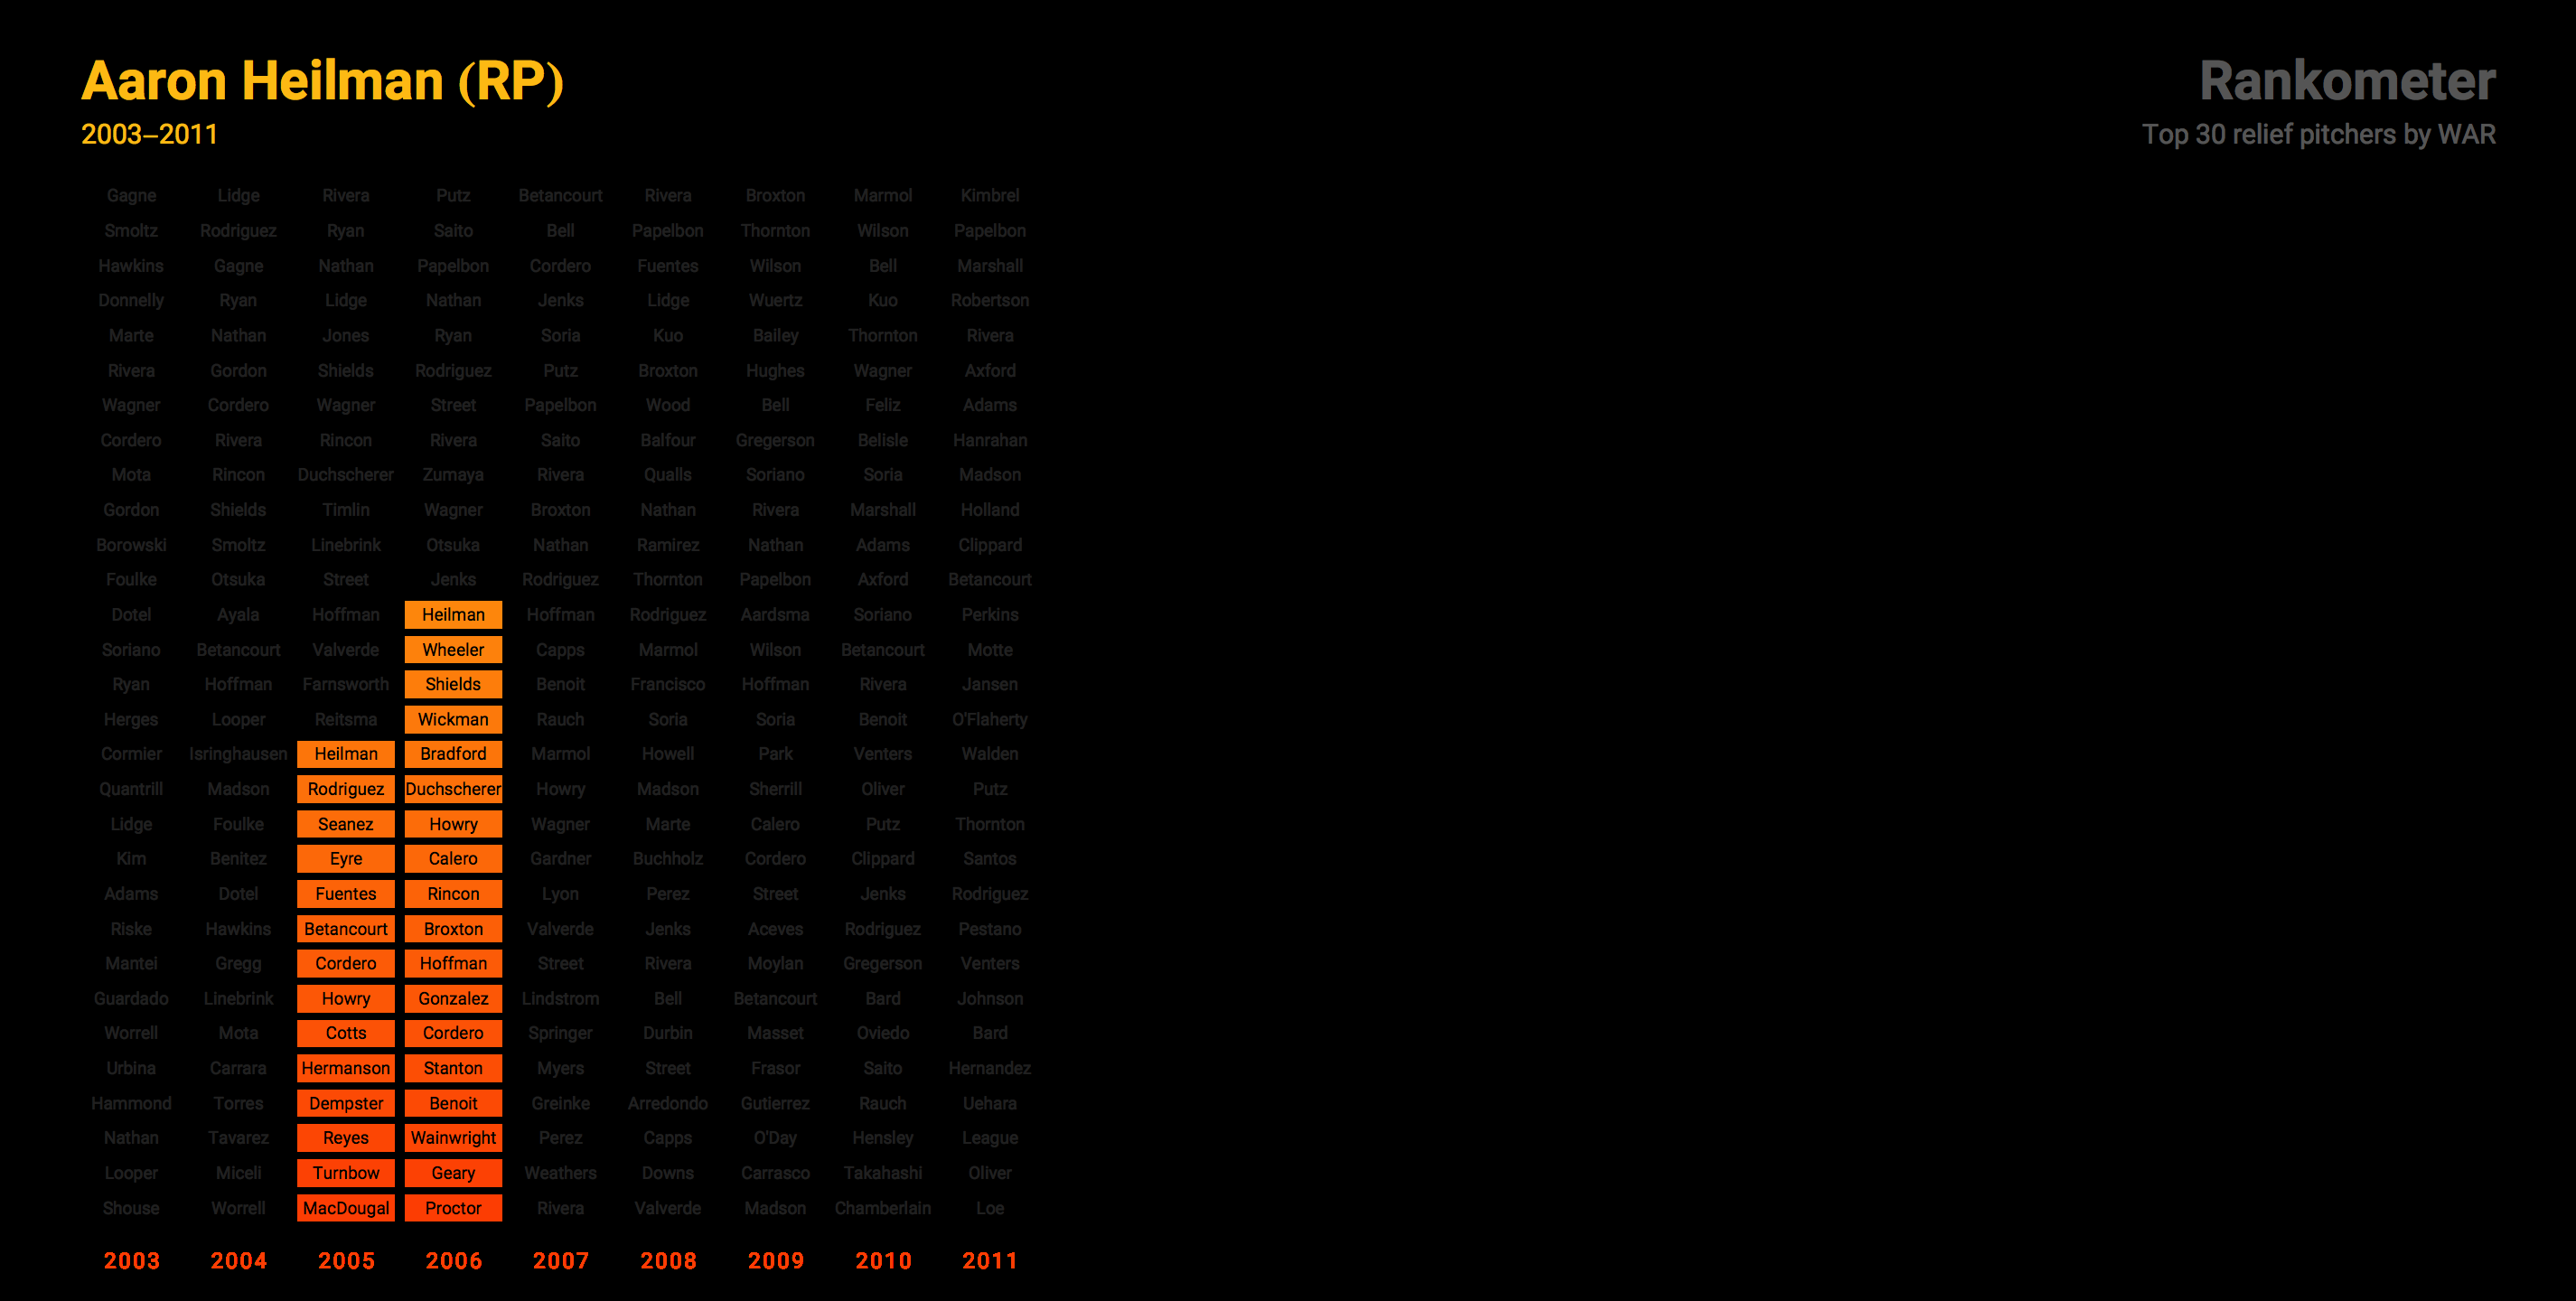 Aaron Heilman (RP)
2003–2011
Rankometer
Top 30 relief pitchers by WAR
Gagne Lidge Rivera Putz Betancourt Rivera Broxton Marmol Kimbrel
Smoltz Rodriguez Ryan Saito Bell Papelbon Thornton Wilson Papelbon
Hawkins Gagne Nathan Papelbon Cordero Fuentes Wilson Bell Marshall
Donnelly Ryan Lidge Nathan Jenks Lidge Wuertz Kuo Robertson
Marte Nathan Jones Ryan Soria Kuo Bailey Thornton Rivera
Rivera Gordon Shields Rodriguez Putz Broxton Hughes Wagner Axford
Wagner Cordero Wagner Street Papelbon Wood Bell Feliz Adams
Cordero Rivera Rincon Rivera Saito Balfour Gregerson Belisle Hanrahan
Mota Rincon Duchscherer Zumaya Rivera Qualls Soriano Soria Madson
Gordon Shields Timlin Wagner Broxton Nathan Rivera Marshall Holland
Borowski Smoltz Linebrink Otsuka Nathan Ramirez Nathan Adams Clippard
Foulke Otsuka Street Jenks Rodriguez Thornton Papelbon Axford Betancourt
Dotel Ayala Hoffman Heilman Hoffman Rodriguez Aardsma Soriano Perkins
Soriano Betancourt Valverde Wheeler Capps Marmol Wilson Betancourt Motte
Ryan Hoffman Farnsworth Shields Benoit Francisco Hoffman Rivera Jansen
Herges Looper Reitsma Wickman Rauch Soria Soria Benoit O'Flaherty
Cormier Isringhausen Heilman Bradford Marmol Howell Park Venters Walden
Quantrill Madson Rodriguez Duchscherer Howry Madson Sherrill Oliver Putz
Lidge Foulke Seanez Howry Wagner Marte Calero Putz Thornton
Kim Benitez Eyre Calero Gardner Buchholz Cordero Clippard Santos
Adams Dotel Fuentes Rincon Lyon Perez Street Jenks Rodriguez
Riske Hawkins Betancourt Broxton Valverde Jenks Aceves Rodriguez Pestano
Mantei Gregg Cordero Hoffman Street Rivera Moylan Gregerson Venters
Guardado Linebrink Howry Gonzalez Lindstrom Bell Betancourt Bard Johnson
Worrell Mota Cotts Cordero Springer Durbin Masset Oviedo Bard
Urbina Carrara Hermanson Stanton Myers Street Frasor Saito Hernandez
Hammond Torres Dempster Benoit Greinke Arredondo Gutierrez Rauch Uehara
Nathan Tavarez Reyes Wainwright Perez Capps O'Day Hensley League
Looper Miceli Turnbow Geary Weathers Downs Carrasco Takahashi Oliver
Shouse Worrell MacDougal Proctor Rivera Valverde Madson Chamberlain Loe
2003 2004 2005 2006 2007 2008 2009 2010 2011